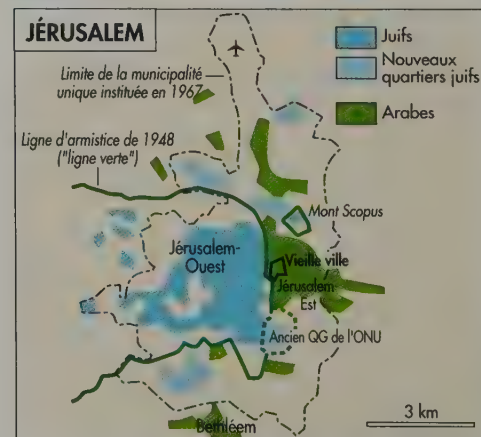 JÉRUSALEM
Juifs
Nouveaux
quartiers juifs
Arabes
Limite de la municipalité
unique instituée en 1967
Ligne d'armistice de 1948
("ligne verte")
Mont Scopus
Jérusalem-
Ouest
Vieille ville
Jérusalem-
Est
Ancien QG de l'ONU
Bethléem
3 km